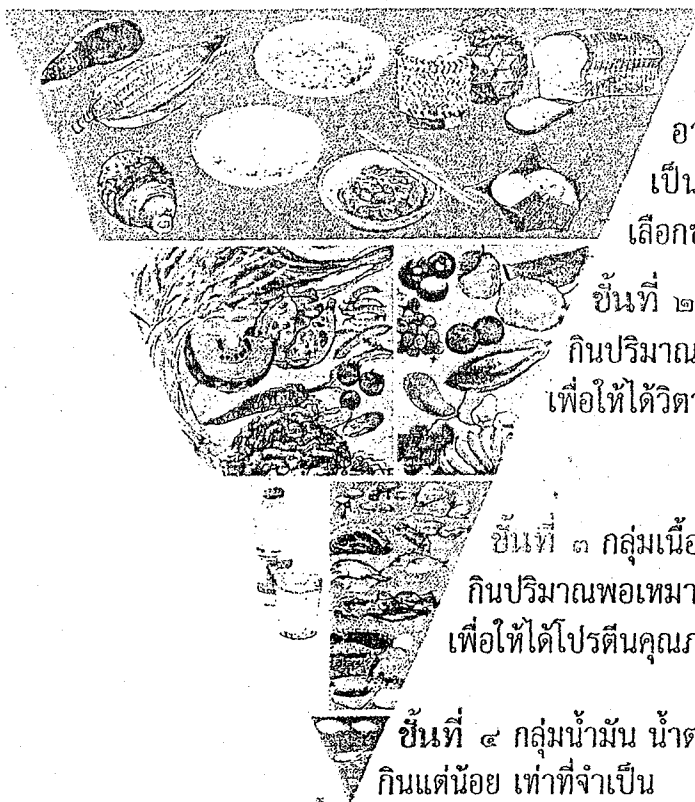 อา
เป็น
เลือก
ชั้นที่ ๒
กินปริมาณ
เพื่อให้ได้วิตา
ชั้นที่ ๓ กลุ่มเนื้อ
กินปริมาณพอเหมา
เพื่อให้ได้โปรตีนคุณภ
ชั้นที่ ๔ กลุ่มน้ำมัน น้ำต
กินแต่น้อย เท่าที่จำเป็น